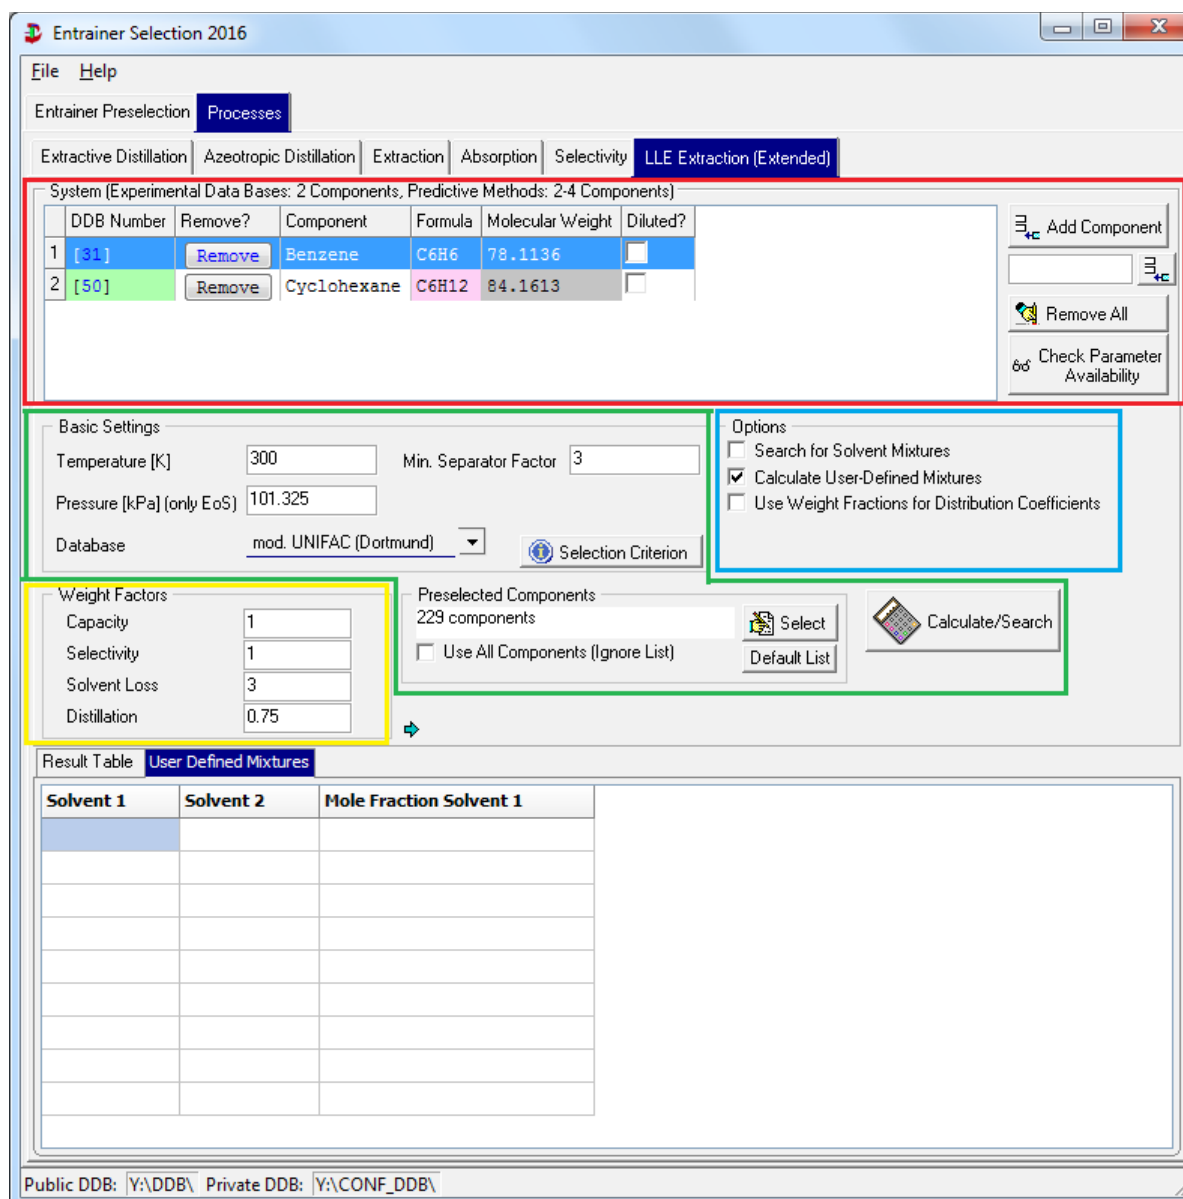 Entrainer Selection 2016
File Help
Entrainer Preselection Processes
Extractive Distillation Azeotropic Distillation Extraction Absorption Selectivity LLE Extraction (Extended)
System (Experimental Data Bases: 2 Components, Predictive Methods: 2-4 Components)
DDB Number Remove? Component Formula Molecular Weight Diluted?
1 [31] Remove Benzene C6H6 78.1136
2 [50] Remove Cyclohexane C6H12 84.1613
Add Component
Remove All
Check Parameter
Availability
Basic Settings
Temperature [K] 300 Min. Separator Factor 3
Pressure [kPa] (only EoS) 101.325
Database mod. UNIFAC (Dortmund) Selection Criterion
Options
Search for Solvent Mixtures
Calculate User-Defined Mixtures
Use Weight Fractions for Distribution Coefficients
Weight Factors
Capacity 1
Selectivity 1
Solvent Loss 3
Distillation 0.75
Preselected Components
229 components Select
Use All Components (Ignore List) Default List
Calculate/Search
Result Table User Defined Mixtures
Solvent 1 Solvent 2 Mole Fraction Solvent 1
Public DDB: Y:\DDB\ Private DDB: Y:\CONF_DDB\